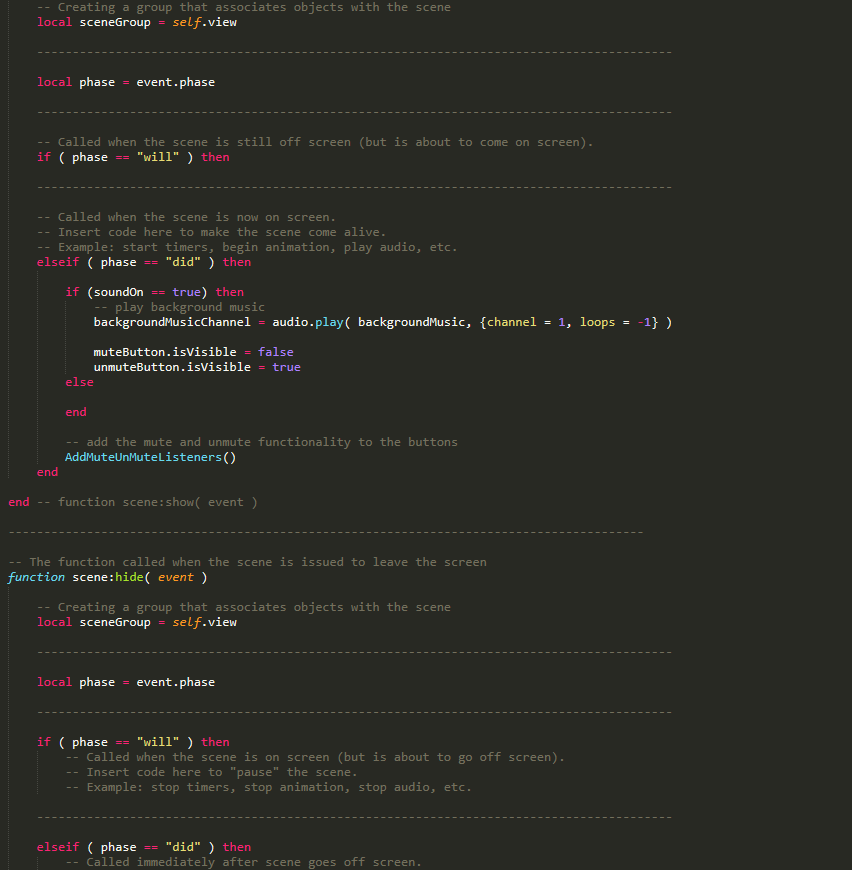 -- Creating a group that associates objects with the scene
local sceneGroup = self.view
-----------------------------------------------------------------------------------------
local phase = event.phase
-----------------------------------------------------------------------------------------
-- Called when the scene is still off screen (but is about to come on screen).
if ( phase == "will" ) then
-----------------------------------------------------------------------------------------
-- Called when the scene is now on screen.
-- Insert code here to make the scene come alive.
-- Example: start timers, begin animation, play audio, etc.
elseif ( phase == "did" ) then
if (soundOn == true) then
-- play background music
backgroundMusicChannel = audio.play( backgroundMusic, {channel = 1, loops = -1} )
muteButton.isVisible = false
unmuteButton.isVisible = true
else
end
-- add the mute and unmute functionality to the buttons
AddMuteUnMuteListeners()
end
end -- function scene:show( event )
-----------------------------------------------------------------------------------------
-- The function called when the scene is issued to leave the screen
function scene:hide( event )
-- Creating a group that associates objects with the scene
local sceneGroup = self.view
-----------------------------------------------------------------------------------------
local phase = event.phase
-----------------------------------------------------------------------------------------
if ( phase == "will" ) then
-- Called when the scene is on screen (but is about to go off screen).
-- Insert code here to "pause" the scene.
-- Example: stop timers, stop animation, stop audio, etc.
-----------------------------------------------------------------------------------------
elseif ( phase == "did" ) then
-- Called immediately after scene goes off screen.